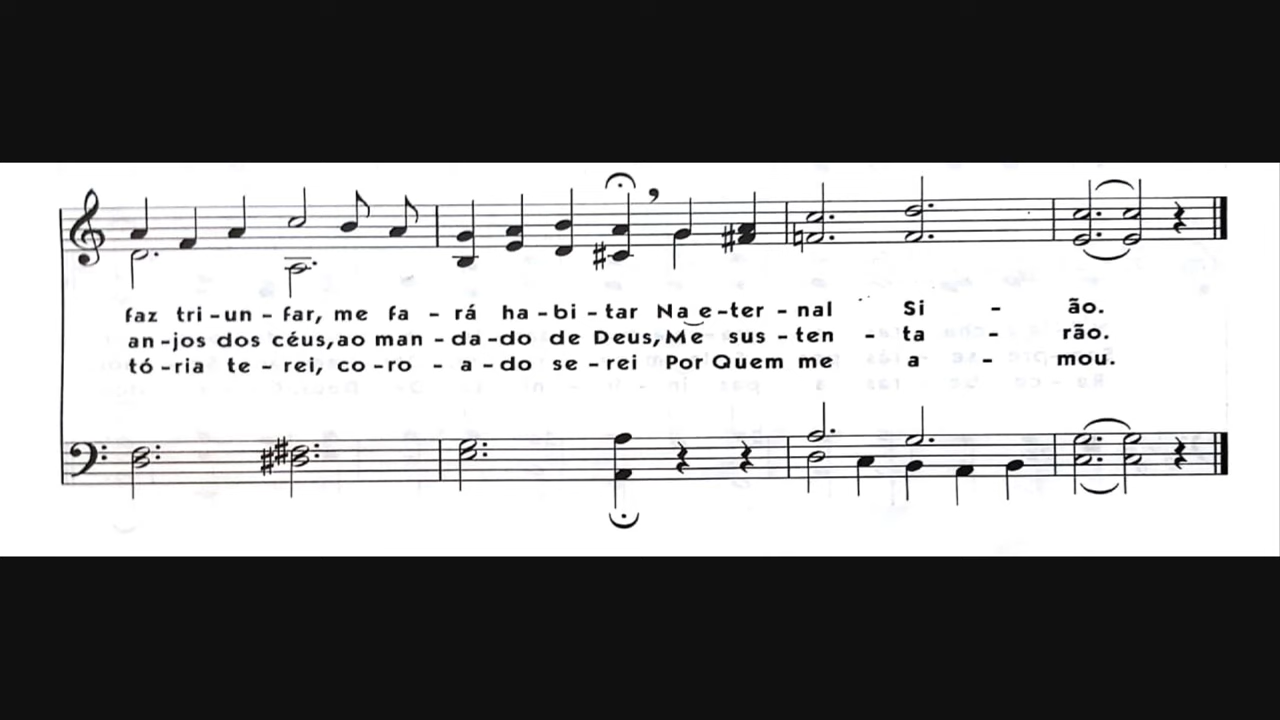 faz tri-un-far, me fa-rá ha-bi-tar Na e-ter-nal Si-ão.
an-jos dos céus, ao man-da-do de Deus, Me sus-ten-ta-rão.
tó-ria te-rei, co-ro-a-do se-rei Por Quem me a-mou.